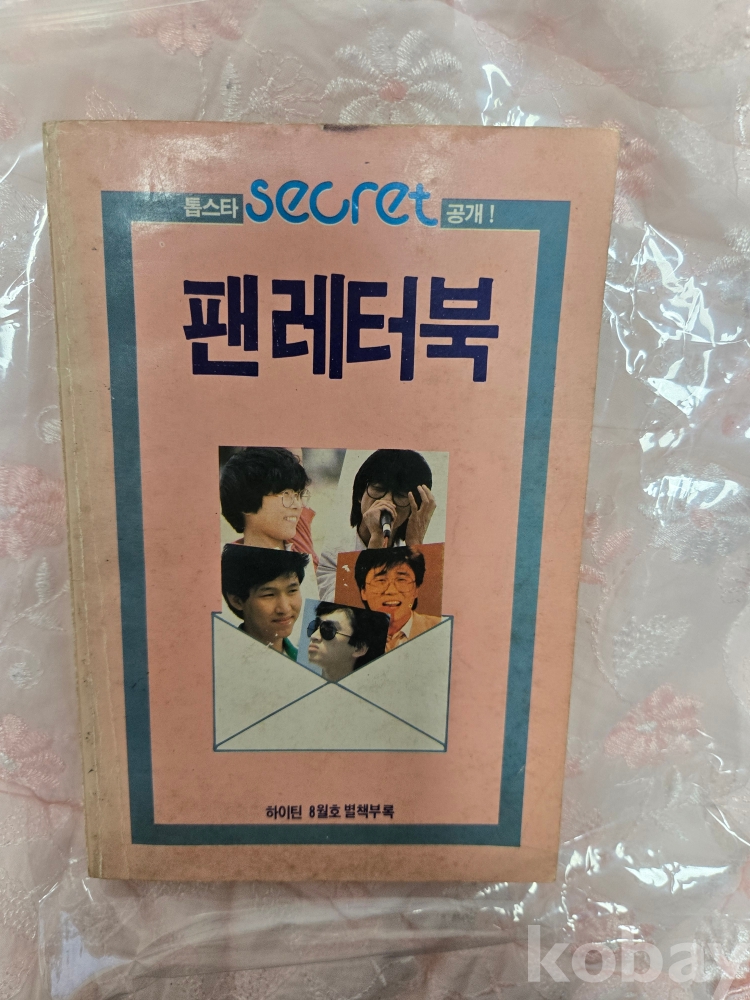 톱스타 secret 공개!
팬레터북
하이틴 8월호 별책부록
kobay